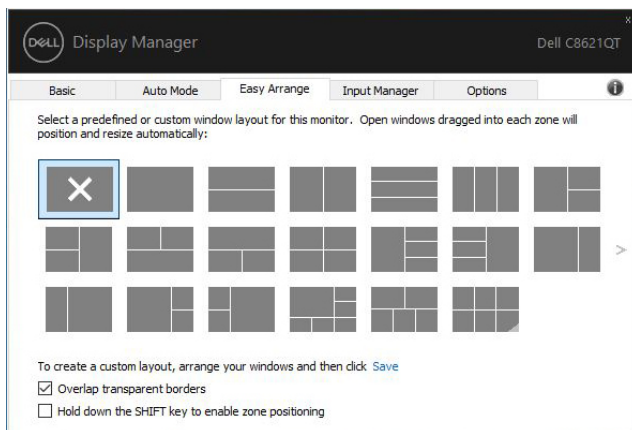 DELL Display Manager
Dell C8621QT
Basic Auto Mode Easy Arrange Input Manager Options
Select a predefined or custom window layout for this monitor. Open windows dragged into each zone will
position and resize automatically:
To create a custom layout, arrange your windows and then click Save
Overlap transparent borders
Hold down the SHIFT key to enable zone positioning